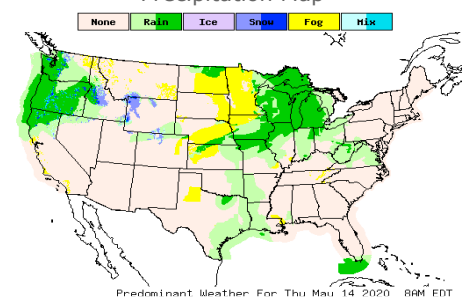 Precipitation Map
None Rain Ice Snow Fog Mix
Predominant Weather For Thu May 14 2020 8AM EDT